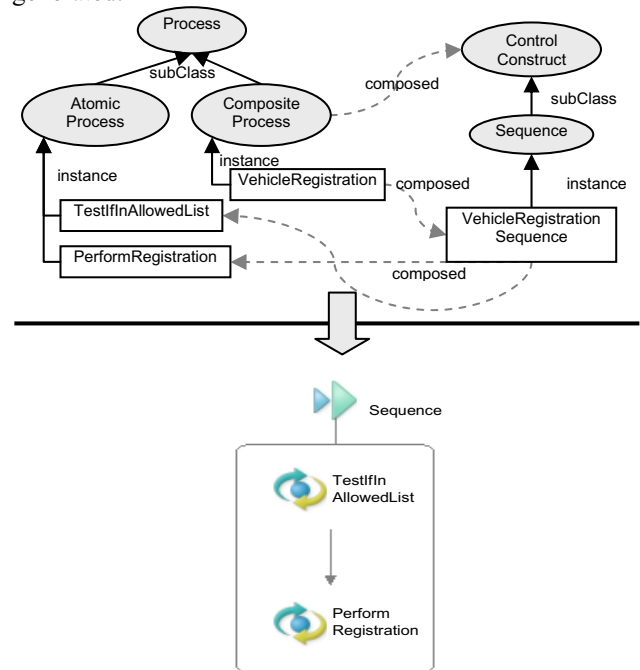 generated.
Process
subClass
composed
Control
Construct
Atomic
Process
Composite
Process
subClass
Sequence
instance
instance
VehicleRegistration
composed
instance
TestIfInAllowedList
VehicleRegistration
Sequence
PerformRegistration
composed
Sequence
TestIfIn
AllowedList
Perform
Registration